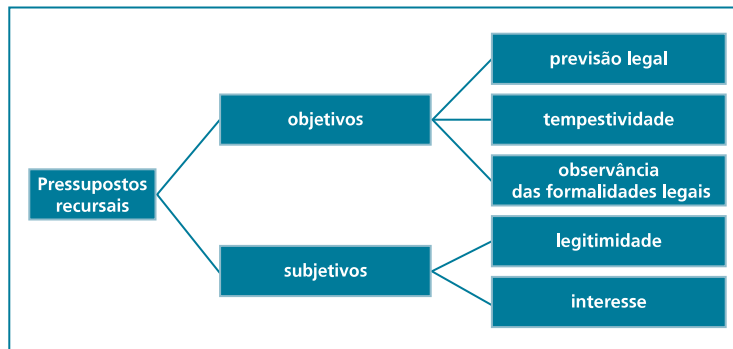 Pressupostos
recursais
objetivos
previsão legal
tempestividade
observância
das formalidades legais
subjetivos
legitimidade
interesse